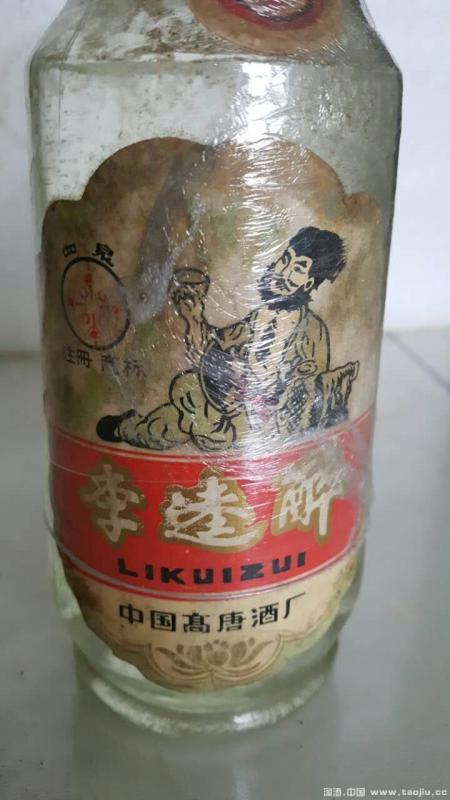 四泉
注册 商标
李逵醉
LIKUIZUI
中国高唐酒厂
淘酒.中国 www.taojiu.cc